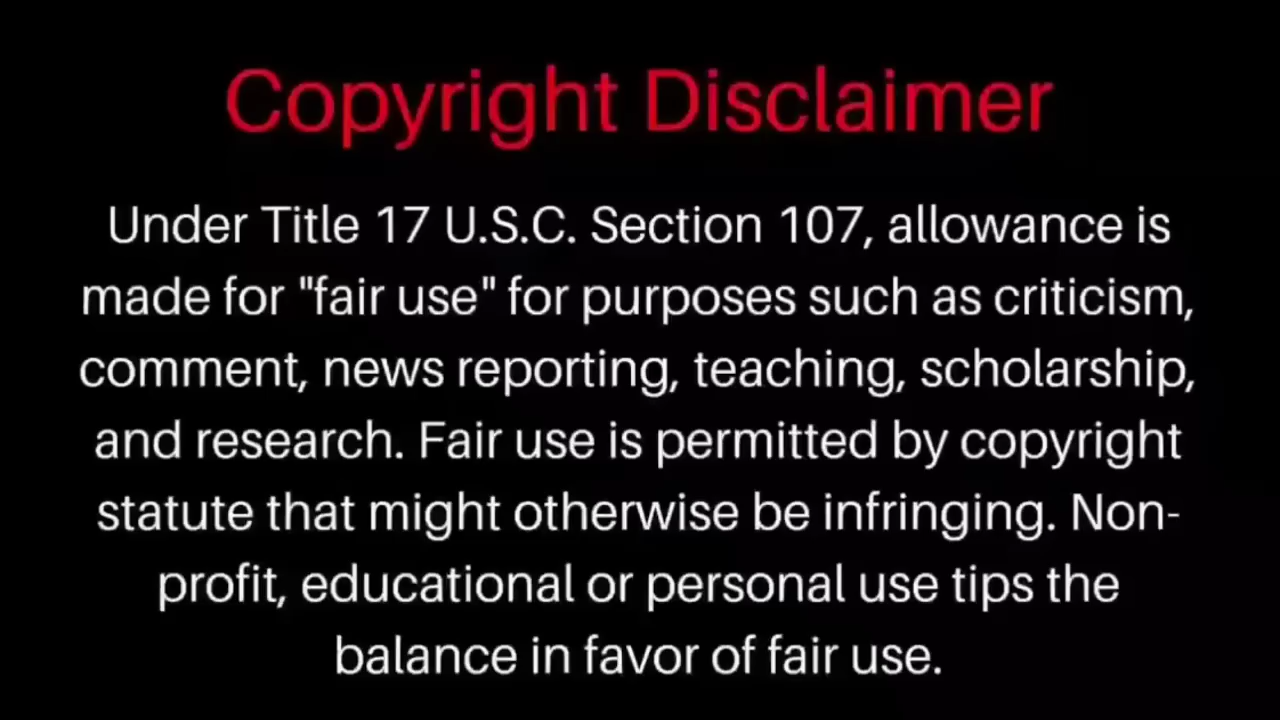 Copyright Disclaimer
Under Title 17 U.S.C. Section 107, allowance is
made for "fair use" for purposes such as criticism,
comment, news reporting, teaching, scholarship,
and research. Fair use is permitted by copyright
statute that might otherwise be infringing. Non-
profit, educational or personal use tips the
balance in favor of fair use.